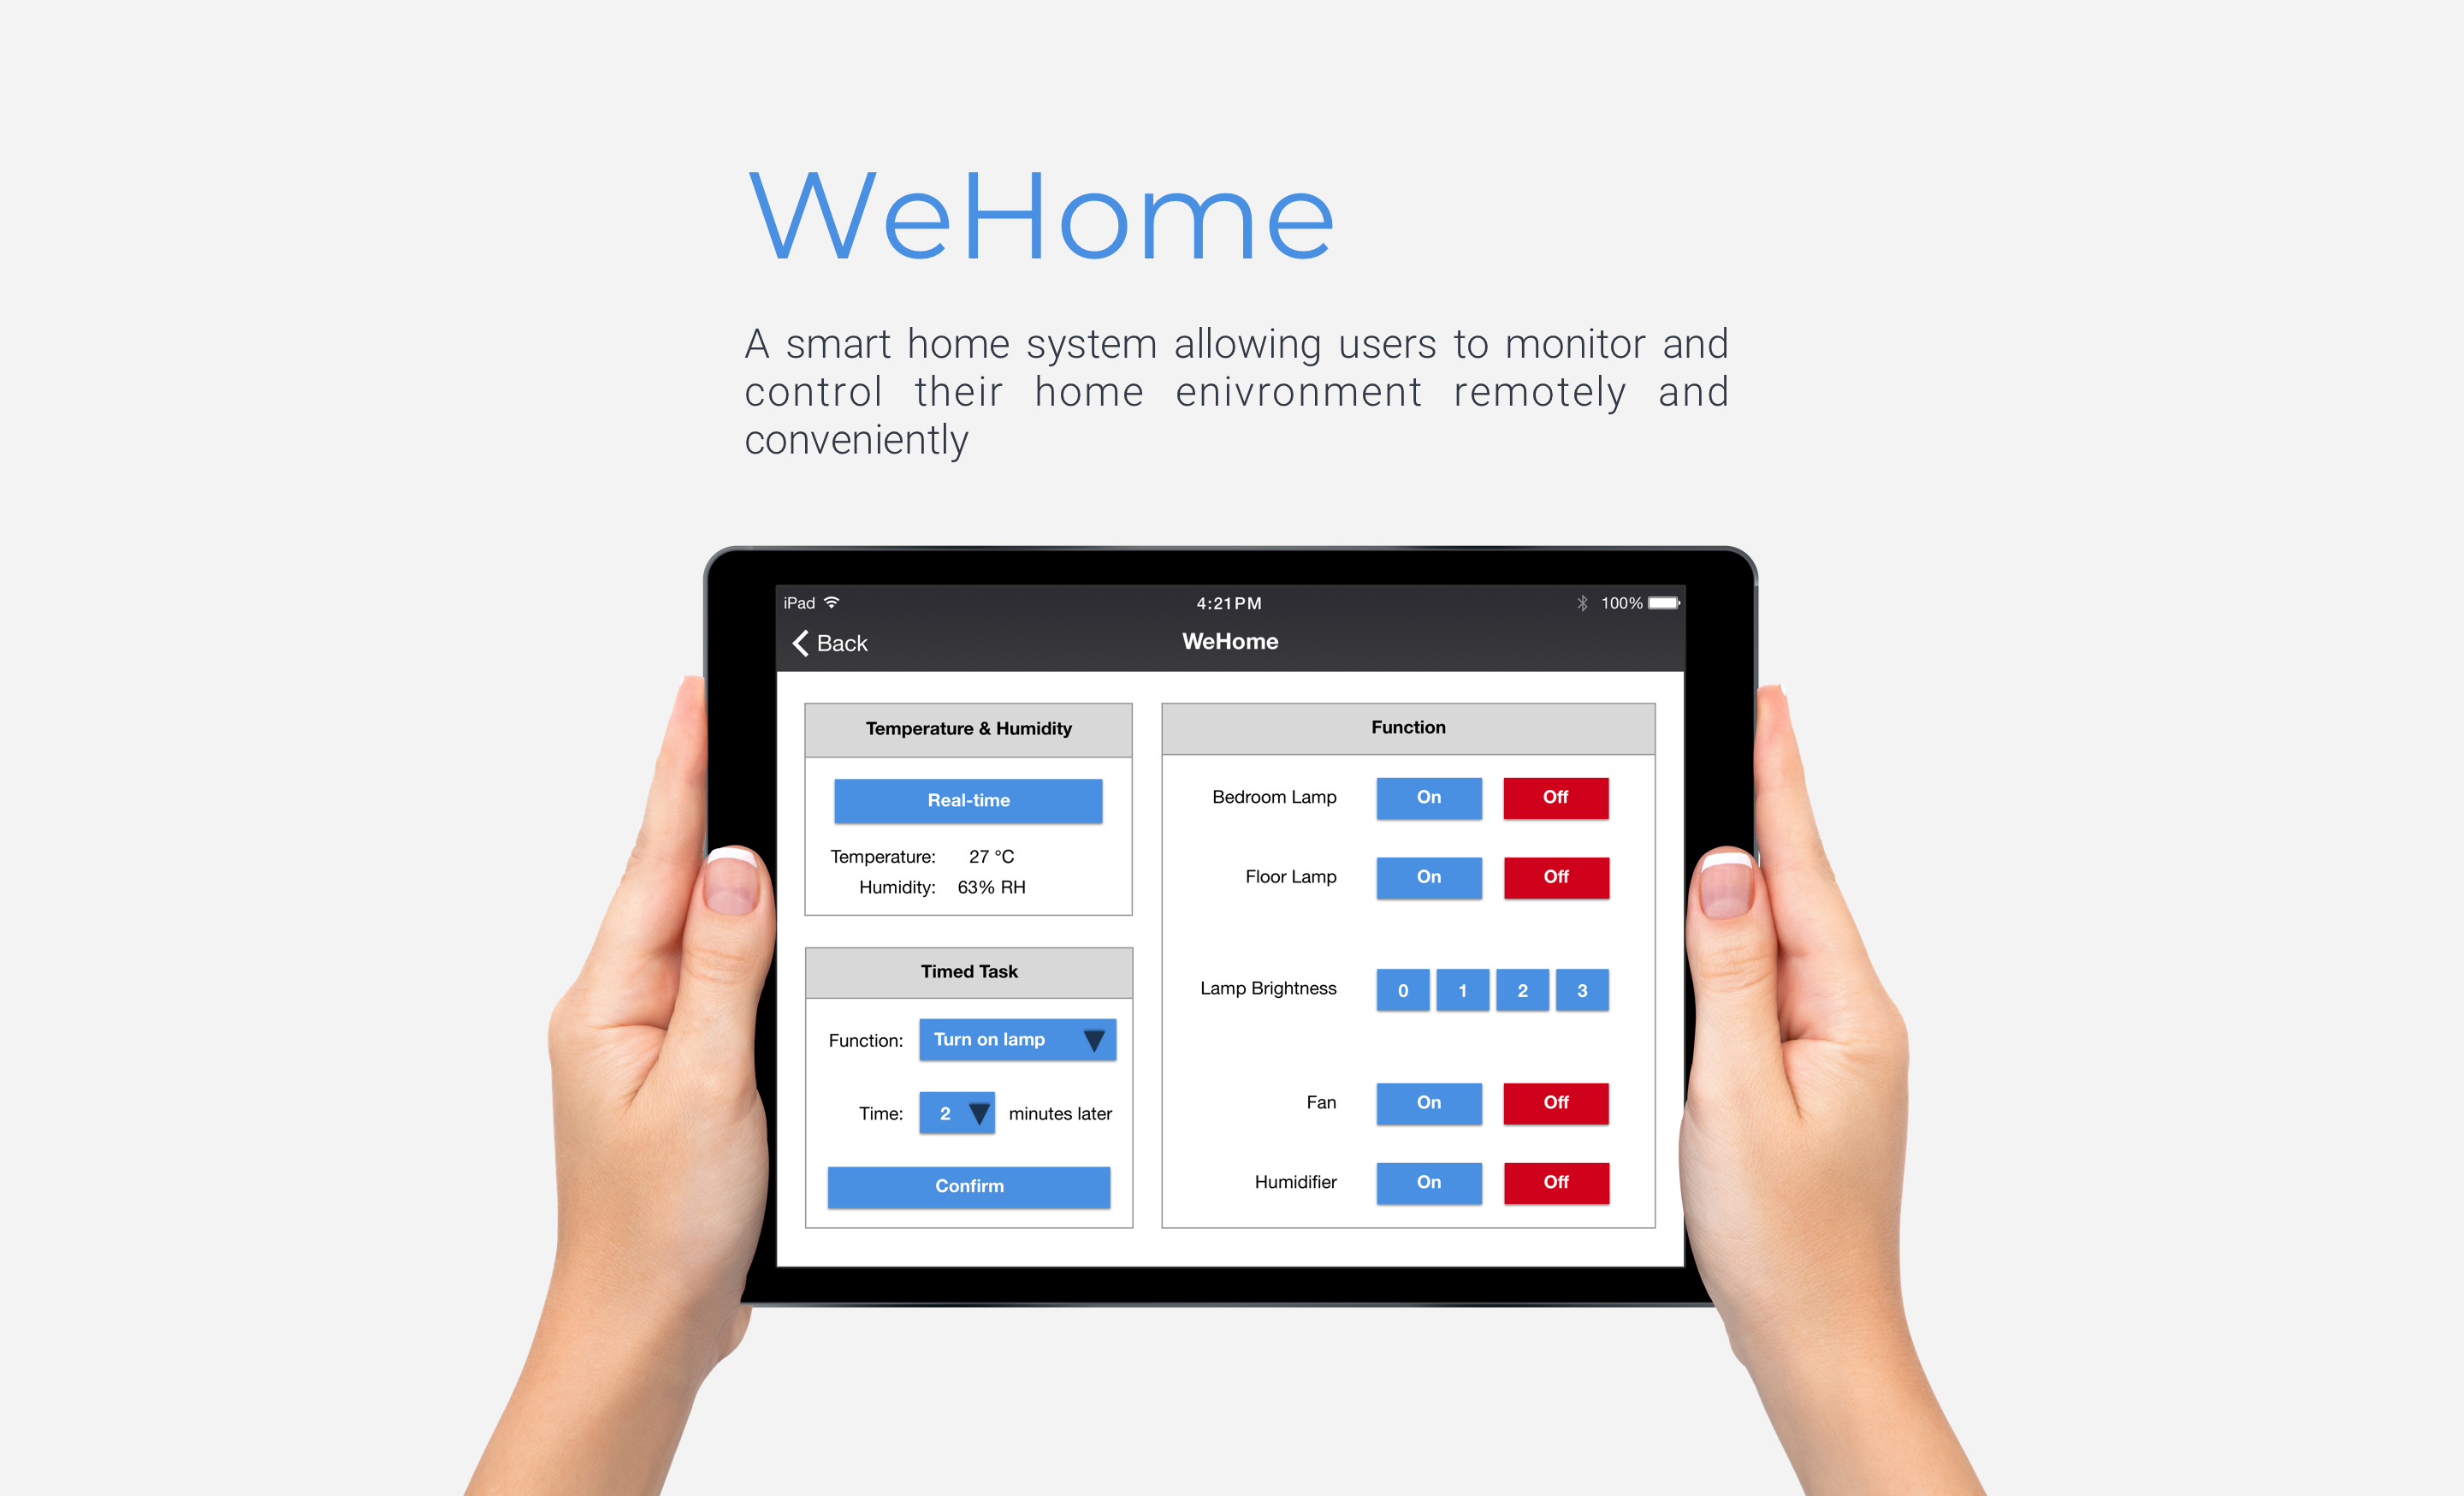 WeHome
A smart home system allowing users to monitor and
control their home enivronment remotely and
conveniently
iPad 4:21PM 100%
Back WeHome
Temperature & Humidity
Real-time
Temperature: 27 °C
Humidity: 63% RH
Timed Task
Function: Turn on lamp
Time: 2 minutes later
Confirm
Function
Bedroom Lamp On Off
Floor Lamp On Off
Lamp Brightness 0 1 2 3
Fan On Off
Humidifier On Off